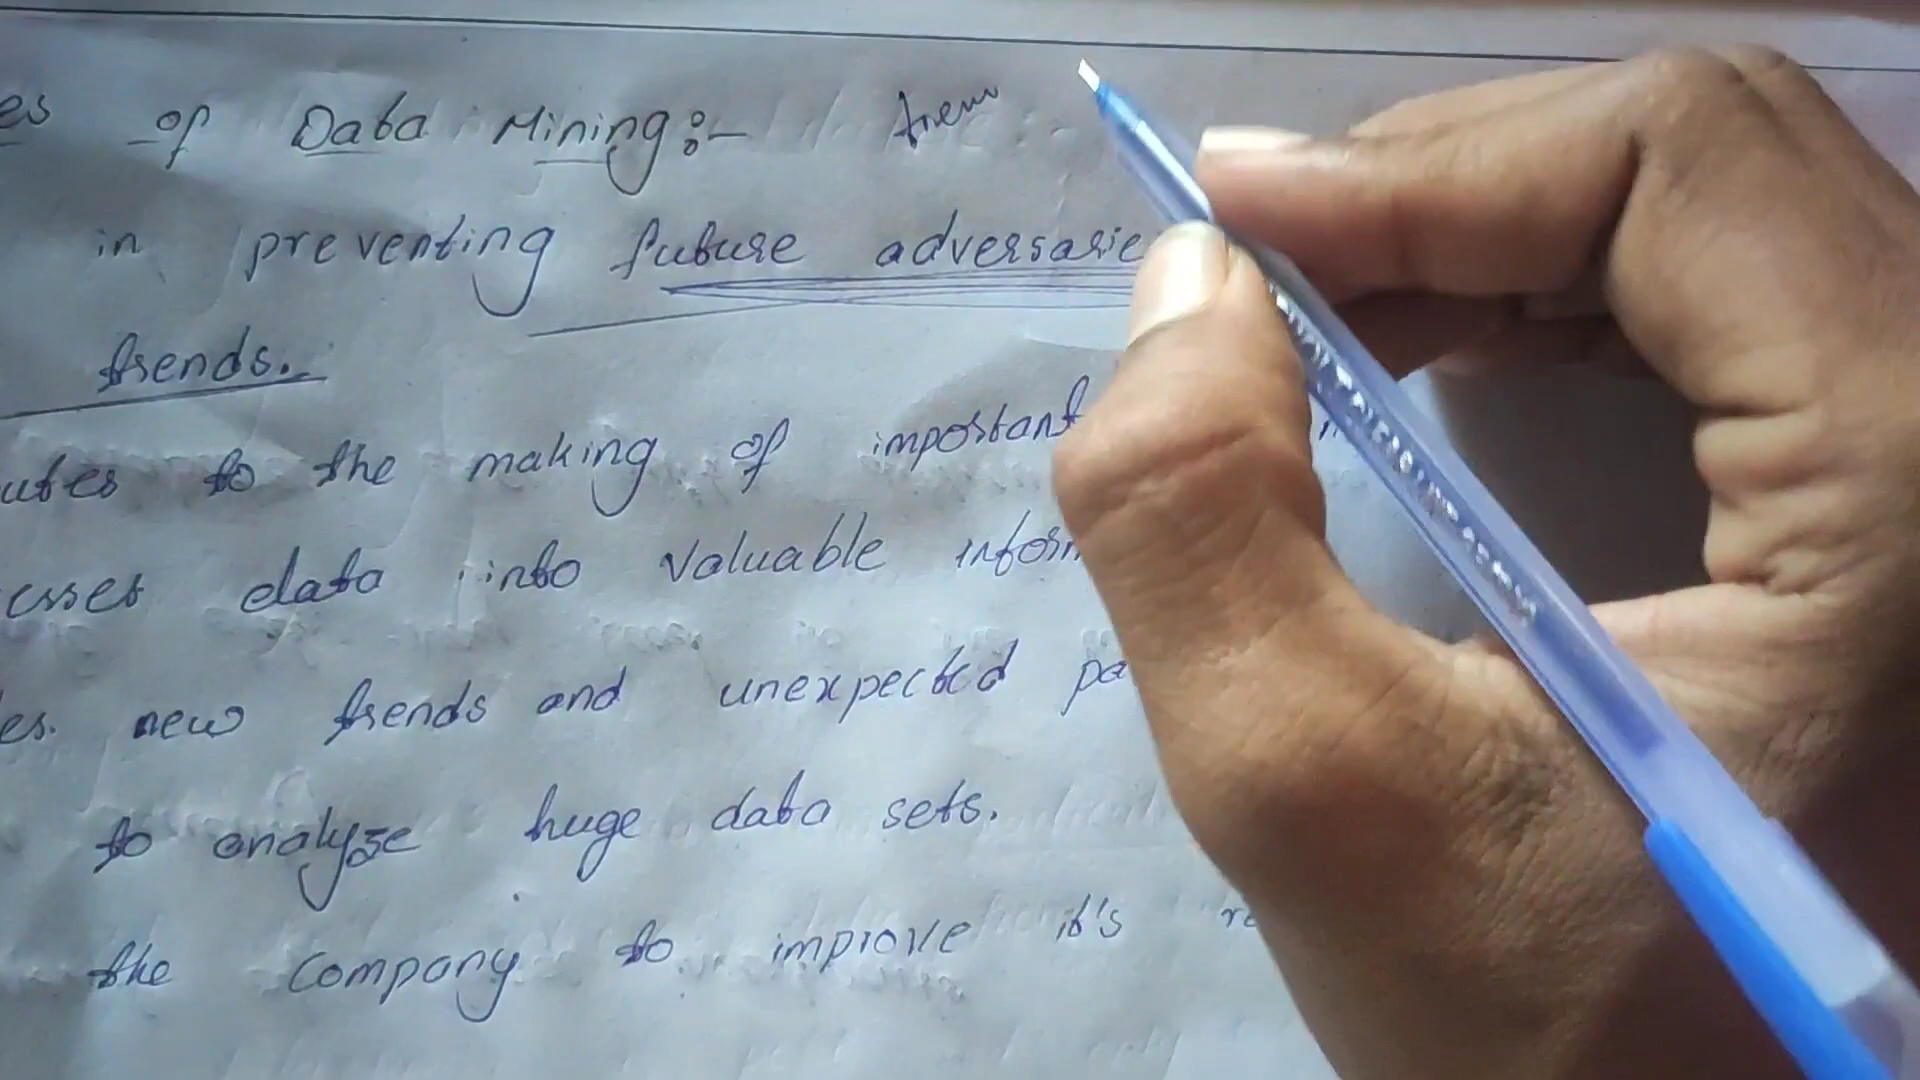 es of Data Mining:-
in preventing future adversarie
trends.
utes to the making of important
esses data into valuable inform
es. new trends and unexpected pa
to analyze huge data sets.
the company to improve it's re